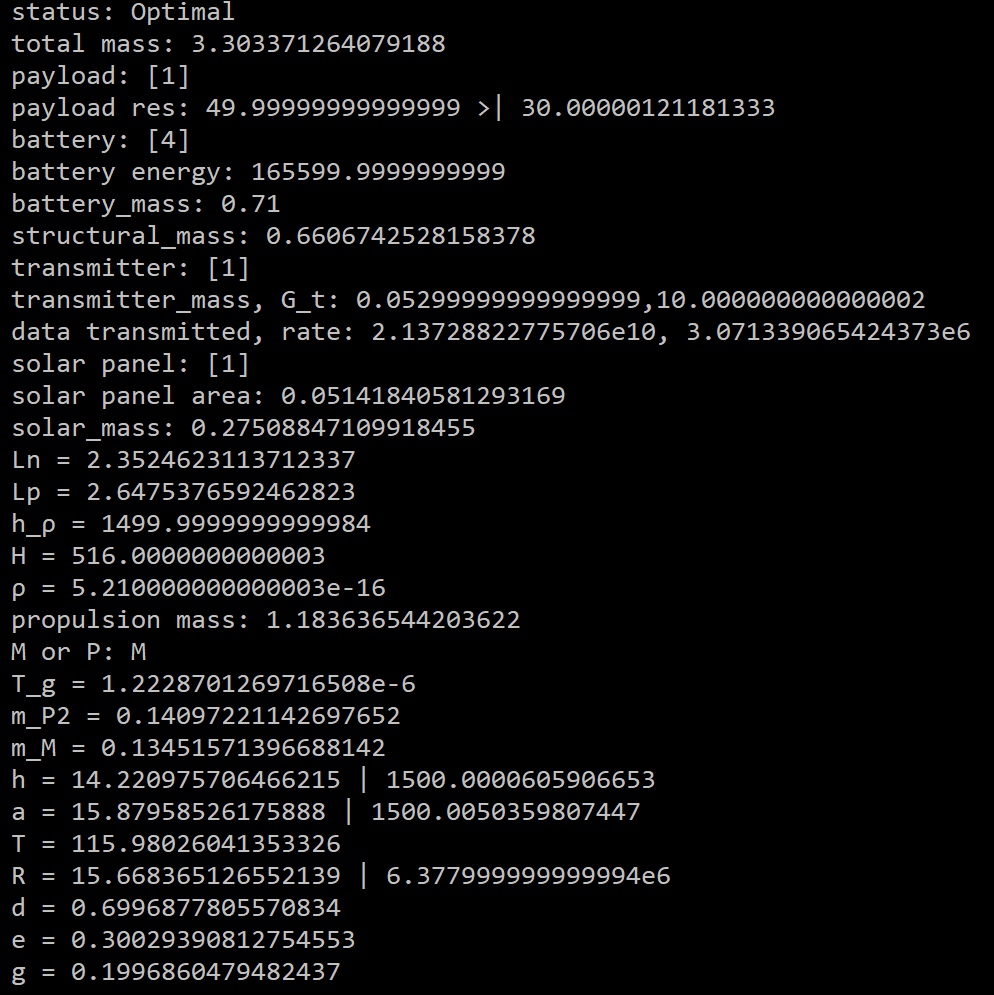 status: Optimal
total mass: 3.303371264079188
payload: [1]
payload res: 49.99999999999999 >| 30.00000121181333
battery: [4]
battery energy: 165599.9999999999
battery_mass: 0.71
structural_mass: 0.6606742528158378
transmitter: [1]
transmitter_mass, G_t: 0.05299999999999999,10.000000000000002
data transmitted, rate: 2.13728822775706e10, 3.071339065424373e6
solar panel: [1]
solar panel area: 0.05141840581293169
solar_mass: 0.27508847109918455
Ln = 2.3524623113712337
Lp = 2.6475376592462823
h_ρ = 1499.9999999999984
H = 516.0000000000003
ρ = 5.210000000000003e-16
propulsion mass: 1.183636544203622
M or P: M
T_g = 1.2228701269716508e-6
m_P2 = 0.14097221142697652
m_M = 0.13451571396688142
h = 14.220975706466215 | 1500.0000605906653
a = 15.87958526175888 | 1500.0050359807447
T = 115.98026041353326
R = 15.668365126552139 | 6.377999999999994e6
d = 0.6996877805570834
e = 0.30029390812754553
g = 0.1996860479482437